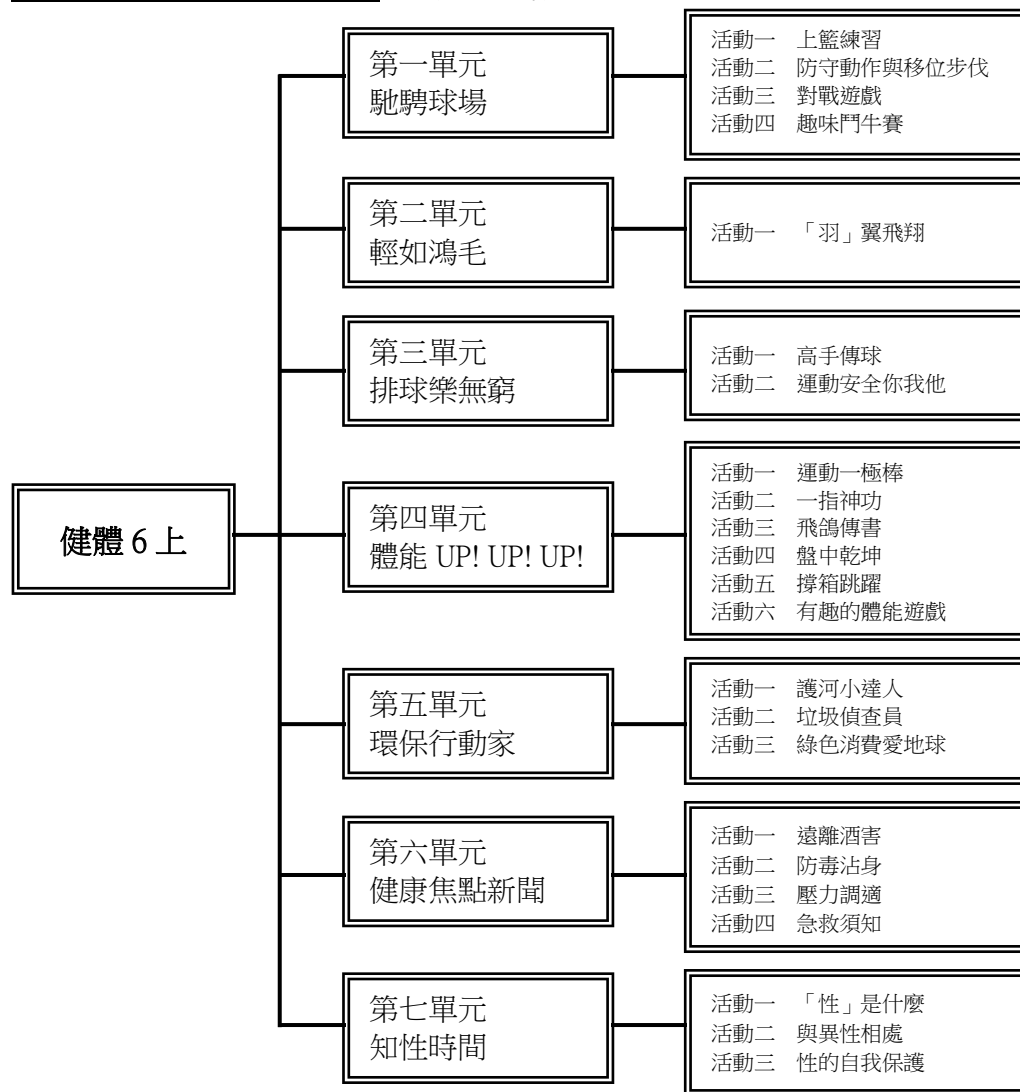 第一單元
馳騁球場
活動一 上籃練習
活動二 防守動作與移位步伐
活動三 對戰遊戲
活動四 趣味鬥牛賽
第二單元
輕如鴻毛
活動一 「羽」翼飛翔
第三單元
排球樂無窮
活動一 高手傳球
活動二 運動安全你我他
健體 6 上
第四單元
體能 UP! UP! UP!
活動一 運動一極棒
活動二 一指神功
活動三 飛鴿傳書
活動四 盤中乾坤
活動五 撐箱跳躍
活動六 有趣的體能遊戲
第五單元
環保行動家
活動一 護河小達人
活動二 垃圾偵查員
活動三 綠色消費愛地球
第六單元
健康焦點新聞
活動一 遠離酒害
活動二 防毒沾身
活動三 壓力調適
活動四 急救須知
第七單元
知性時間
活動一 「性」是什麼
活動二 與異性相處
活動三 性的自我保護